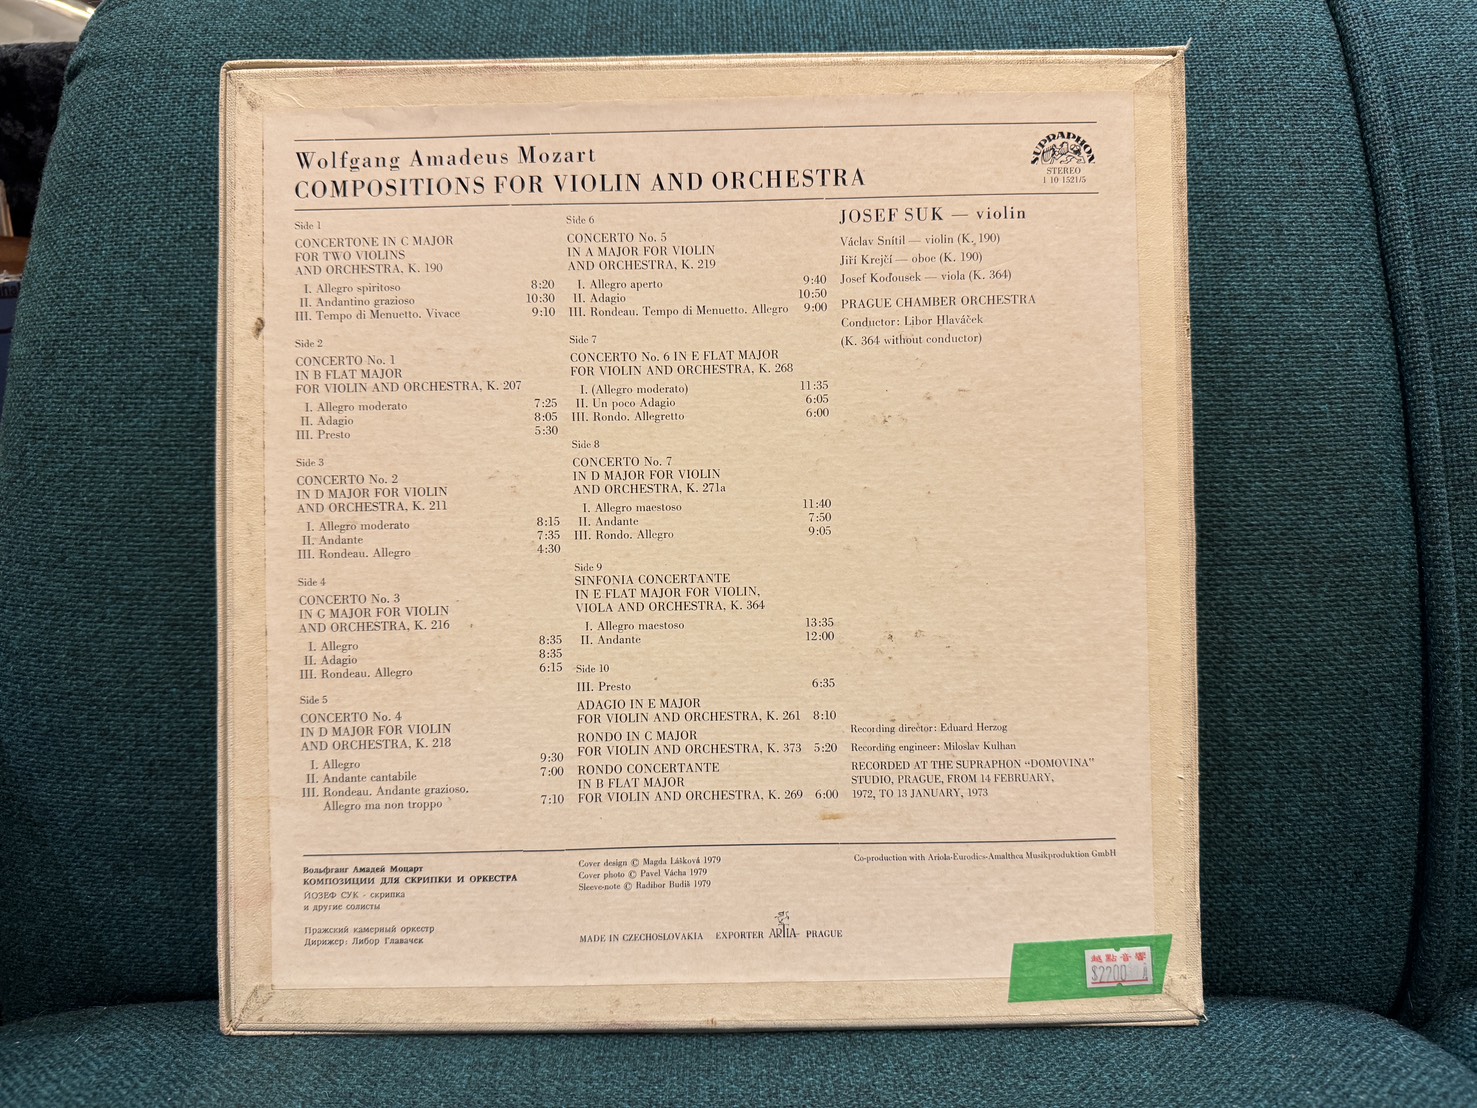 Wolfgang Amadeus Mozart
COMPOSITIONS FOR VIOLIN AND ORCHESTRA
SUPRAPHON
STEREO
1 10 1521/5
Side 1
CONCERTONE IN C MAJOR
FOR TWO VIOLINS
AND ORCHESTRA, K. 190
I. Allegro spiritoso 8:20
II. Andantino grazioso 10:30
III. Tempo di Menuetto. Vivace 9:10
Side 2
CONCERTO No. 1
IN B FLAT MAJOR
FOR VIOLIN AND ORCHESTRA, K. 207
I. Allegro moderato 7:25
II. Adagio 8:05
III. Presto 5:30
Side 3
CONCERTO No. 2
IN D MAJOR FOR VIOLIN
AND ORCHESTRA, K. 211
I. Allegro moderato 8:15
II. Andante 7:35
III. Rondeau. Allegro 4:30
Side 4
CONCERTO No. 3
IN G MAJOR FOR VIOLIN
AND ORCHESTRA, K. 216
I. Allegro 8:35
II. Adagio 8:35
III. Rondeau. Allegro 6:15
Side 5
CONCERTO No. 4
IN D MAJOR FOR VIOLIN
AND ORCHESTRA, K. 218
I. Allegro 9:30
II. Andante cantabile 7:00
III. Rondeau. Andante grazioso.
Allegro ma non troppo 7:10
Side 6
CONCERTO No. 5
IN A MAJOR FOR VIOLIN
AND ORCHESTRA, K. 219
I. Allegro aperto 9:40
II. Adagio 10:50
III. Rondeau. Tempo di Menuetto. Allegro 9:00
Side 7
CONCERTO No. 6 IN E FLAT MAJOR
FOR VIOLIN AND ORCHESTRA, K. 268
I. (Allegro moderato) 11:35
II. Un poco Adagio 6:05
III. Rondo. Allegretto 6:00
Side 8
CONCERTO No. 7
IN D MAJOR FOR VIOLIN
AND ORCHESTRA, K. 271a
I. Allegro maestoso 11:40
II. Andante 7:50
III. Rondo. Allegro 9:05
Side 9
SINFONIA CONCERTANTE
IN E FLAT MAJOR FOR VIOLIN,
VIOLA AND ORCHESTRA, K. 364
I. Allegro maestoso 13:35
II. Andante 12:00
Side 10
III. Presto 6:35
ADAGIO IN E MAJOR
FOR VIOLIN AND ORCHESTRA, K. 261 8:10
RONDO IN C MAJOR
FOR VIOLIN AND ORCHESTRA, K. 373 5:20
RONDO CONCERTANTE
IN B FLAT MAJOR
FOR VIOLIN AND ORCHESTRA, K. 269 6:00
JOSEF SUK — violin
Václav Snítil — violin (K. 190)
Jiří Krejčí — oboe (K. 190)
Josef Koďousek — viola (K. 364)
PRAGUE CHAMBER ORCHESTRA
Conductor: Libor Hlaváček
(K. 364 without conductor)
Recording director: Eduard Herzog
Recording engineer: Miloslav Kulhan
RECORDED AT THE SUPRAPHON “DOMOVINA”
STUDIO, PRAGUE, FROM 14 FEBRUARY,
1972, TO 13 JANUARY, 1973
Вольфганг Амадей Моцарт
КОМПОЗИЦИИ ДЛЯ СКРИПКИ И ОРКЕСТРА
ЙОЗЕФ СУК - скрипка
и другие солисты
Пражский камерный оркестр
Дирижер: Либор Главачек
Cover design © Magda Lášková 1979
Cover photo © Pavel Vácha 1979
Sleeve-note © Radibor Budiš 1979
MADE IN CZECHOSLOVAKIA EXPORTER ARTIA PRAGUE
Co-production with Ariola-Eurodisc-Amalthea Musikproduktion GmbH
越點音響
$2200